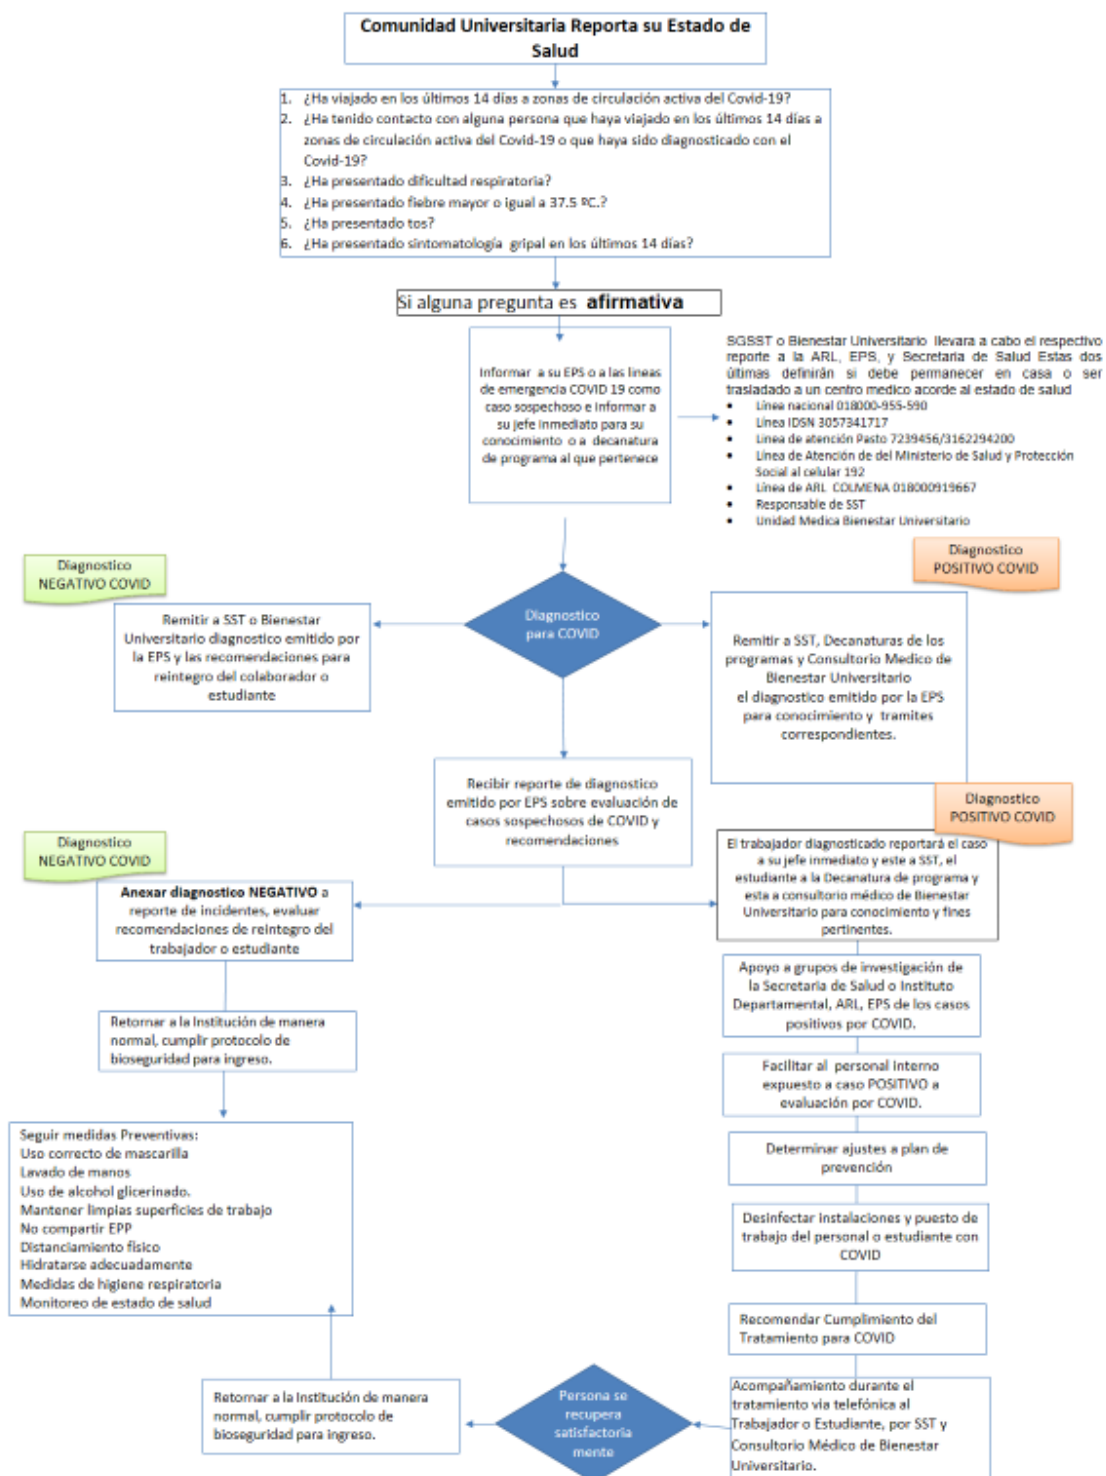 Comunidad Universitaria Reporta su Estado de
Salud
1. ¿Ha viajado en los últimos 14 días a zonas de circulación activa del Covid-19?
2. ¿Ha tenido contacto con alguna persona que haya viajado en los últimos 14 días a
zonas de circulación activa del Covid-19 o que haya sido diagnosticado con el
Covid-19?
3. ¿Ha presentado dificultad respiratoria?
4. ¿Ha presentado fiebre mayor o igual a 37.5 ºC.?
5. ¿Ha presentado tos?
6. ¿Ha presentado sintomatología gripal en los últimos 14 días?
Si alguna pregunta es afirmativa
Informar a su EPS o a las lineas
de emergencia COVID 19 como
caso sospechoso e informar a
su jefe inmediato para su
conocimiento o a decanatura
de programa al que pertenece
SGSST o Bienestar Universitario llevara a cabo el respectivo
reporte a la ARL, EPS, y Secretaria de Salud Estas dos
últimas definirán si debe permanecer en casa o ser
trasladado a un centro medico acorde al estado de salud
• Línea nacional 018000-955-590
• Línea IDSN 3057341717
• Linea de atención Pasto 7239456/3162294200
• Línea de Atención de del Ministerio de Salud y Protección
Social al celular 192
• Línea de ARL COLMENA 018000919667
• Responsable de SST
• Unidad Medica Bienestar Universitario
Diagnostico
NEGATIVO COVID
Diagnostico
POSITIVO COVID
Remitir a SST o Bienestar
Universitario diagnostico emitido por
la EPS y las recomendaciones para
reintegro del colaborador o
estudiante
Diagnostico
para COVID
Remitir a SST, Decanaturas de los
programas y Consultorio Medico de
Bienestar Universitario
el diagnostico emitido por la EPS
para conocimiento y tramites
correspondientes.
Recibir reporte de diagnostico
emitido por EPS sobre evaluación de
casos sospechosos de COVID y
recomendaciones
Diagnostico
POSITIVO COVID
Diagnostico
NEGATIVO COVID
El trabajador diagnosticado reportará el caso
a su jefe inmediato y este a SST, el
estudiante a la Decanatura de programa y
esta a consultorio médico de Bienestar
Universitario para conocimiento y fines
pertinentes.
Anexar diagnostico NEGATIVO a
reporte de incidentes, evaluar
recomendaciones de reintegro del
trabajador o estudiante
Apoyo a grupos de investigación de
la Secretaria de Salud o Instituto
Departamental, ARL, EPS de los casos
positivos por COVID.
Retornar a la Institución de manera
normal, cumplir protocolo de
bioseguridad para ingreso.
Facilitar al personal interno
expuesto a caso POSITIVO a
evaluación por COVID.
Seguir medidas Preventivas:
Uso correcto de mascarilla
Lavado de manos
Uso de alcohol glicerinado.
Mantener limpias superficies de trabajo
No compartir EPP
Distanciamiento físico
Hidratarse adecuadamente
Medidas de higiene respiratoria
Monitoreo de estado de salud
Determinar ajustes a plan de
prevención
Desinfectar instalaciones y puesto de
trabajo del personal o estudiante con
COVID
Recomendar Cumplimiento del
Tratamiento para COVID
Acompañamiento durante el
tratamiento via telefónica al
Trabajador o Estudiante, por SST y
Consultorio Médico de Bienestar
Universitario.
Persona se
recupera
satisfactoria
mente
Retornar a la Institución de manera
normal, cumplir protocolo de
bioseguridad para ingreso.